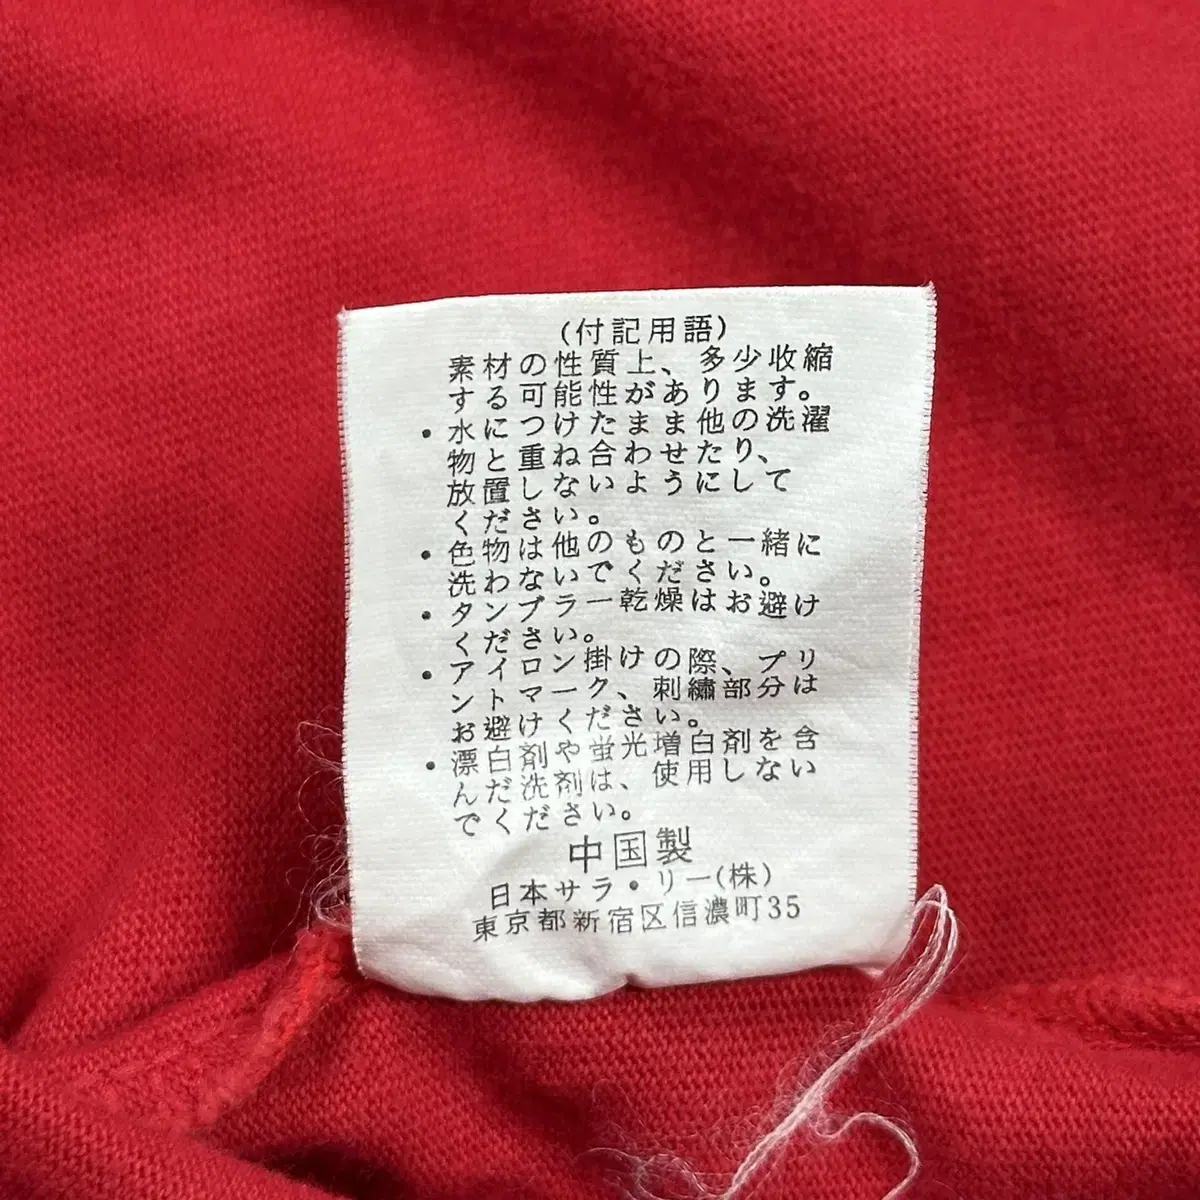 (付記用語)
素材の性質上、多少収縮
する可能性があります。
・水につけたまま他の洗濯
物と重ね合わせたり、
放置しないようにして
ください。
・色物は他のものと一緒に
洗わないでください。
・タンブラー乾燥はお避け
ください。
・アイロン掛けの際、プリ
ントマーク、刺繍部分は
お避けください。
・漂白剤や蛍光増白剤を含
んだ洗剤は、使用しない
でください。
中国製
日本サラ・リー(株)
東京都新宿区信濃町35